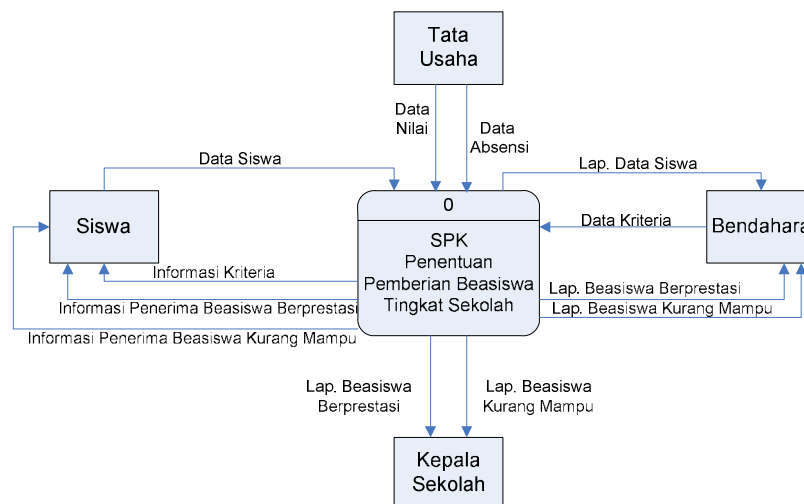 Tata
Usaha
Data
Nilai
Data
Absensi
Data Siswa
Lap. Data Siswa
0
Siswa
SPK
Penentuan
Pemberian Beasiswa
Tingkat Sekolah
Data Kriteria
Bendahara
Informasi Kriteria
Informasi Penerima Beasiswa Berprestasi
Informasi Penerima Beasiswa Kurang Mampu
Lap. Beasiswa Berprestasi
Lap. Beasiswa Kurang Mampu
Lap. Beasiswa
Berprestasi
Lap. Beasiswa
Kurang Mampu
Kepala
Sekolah